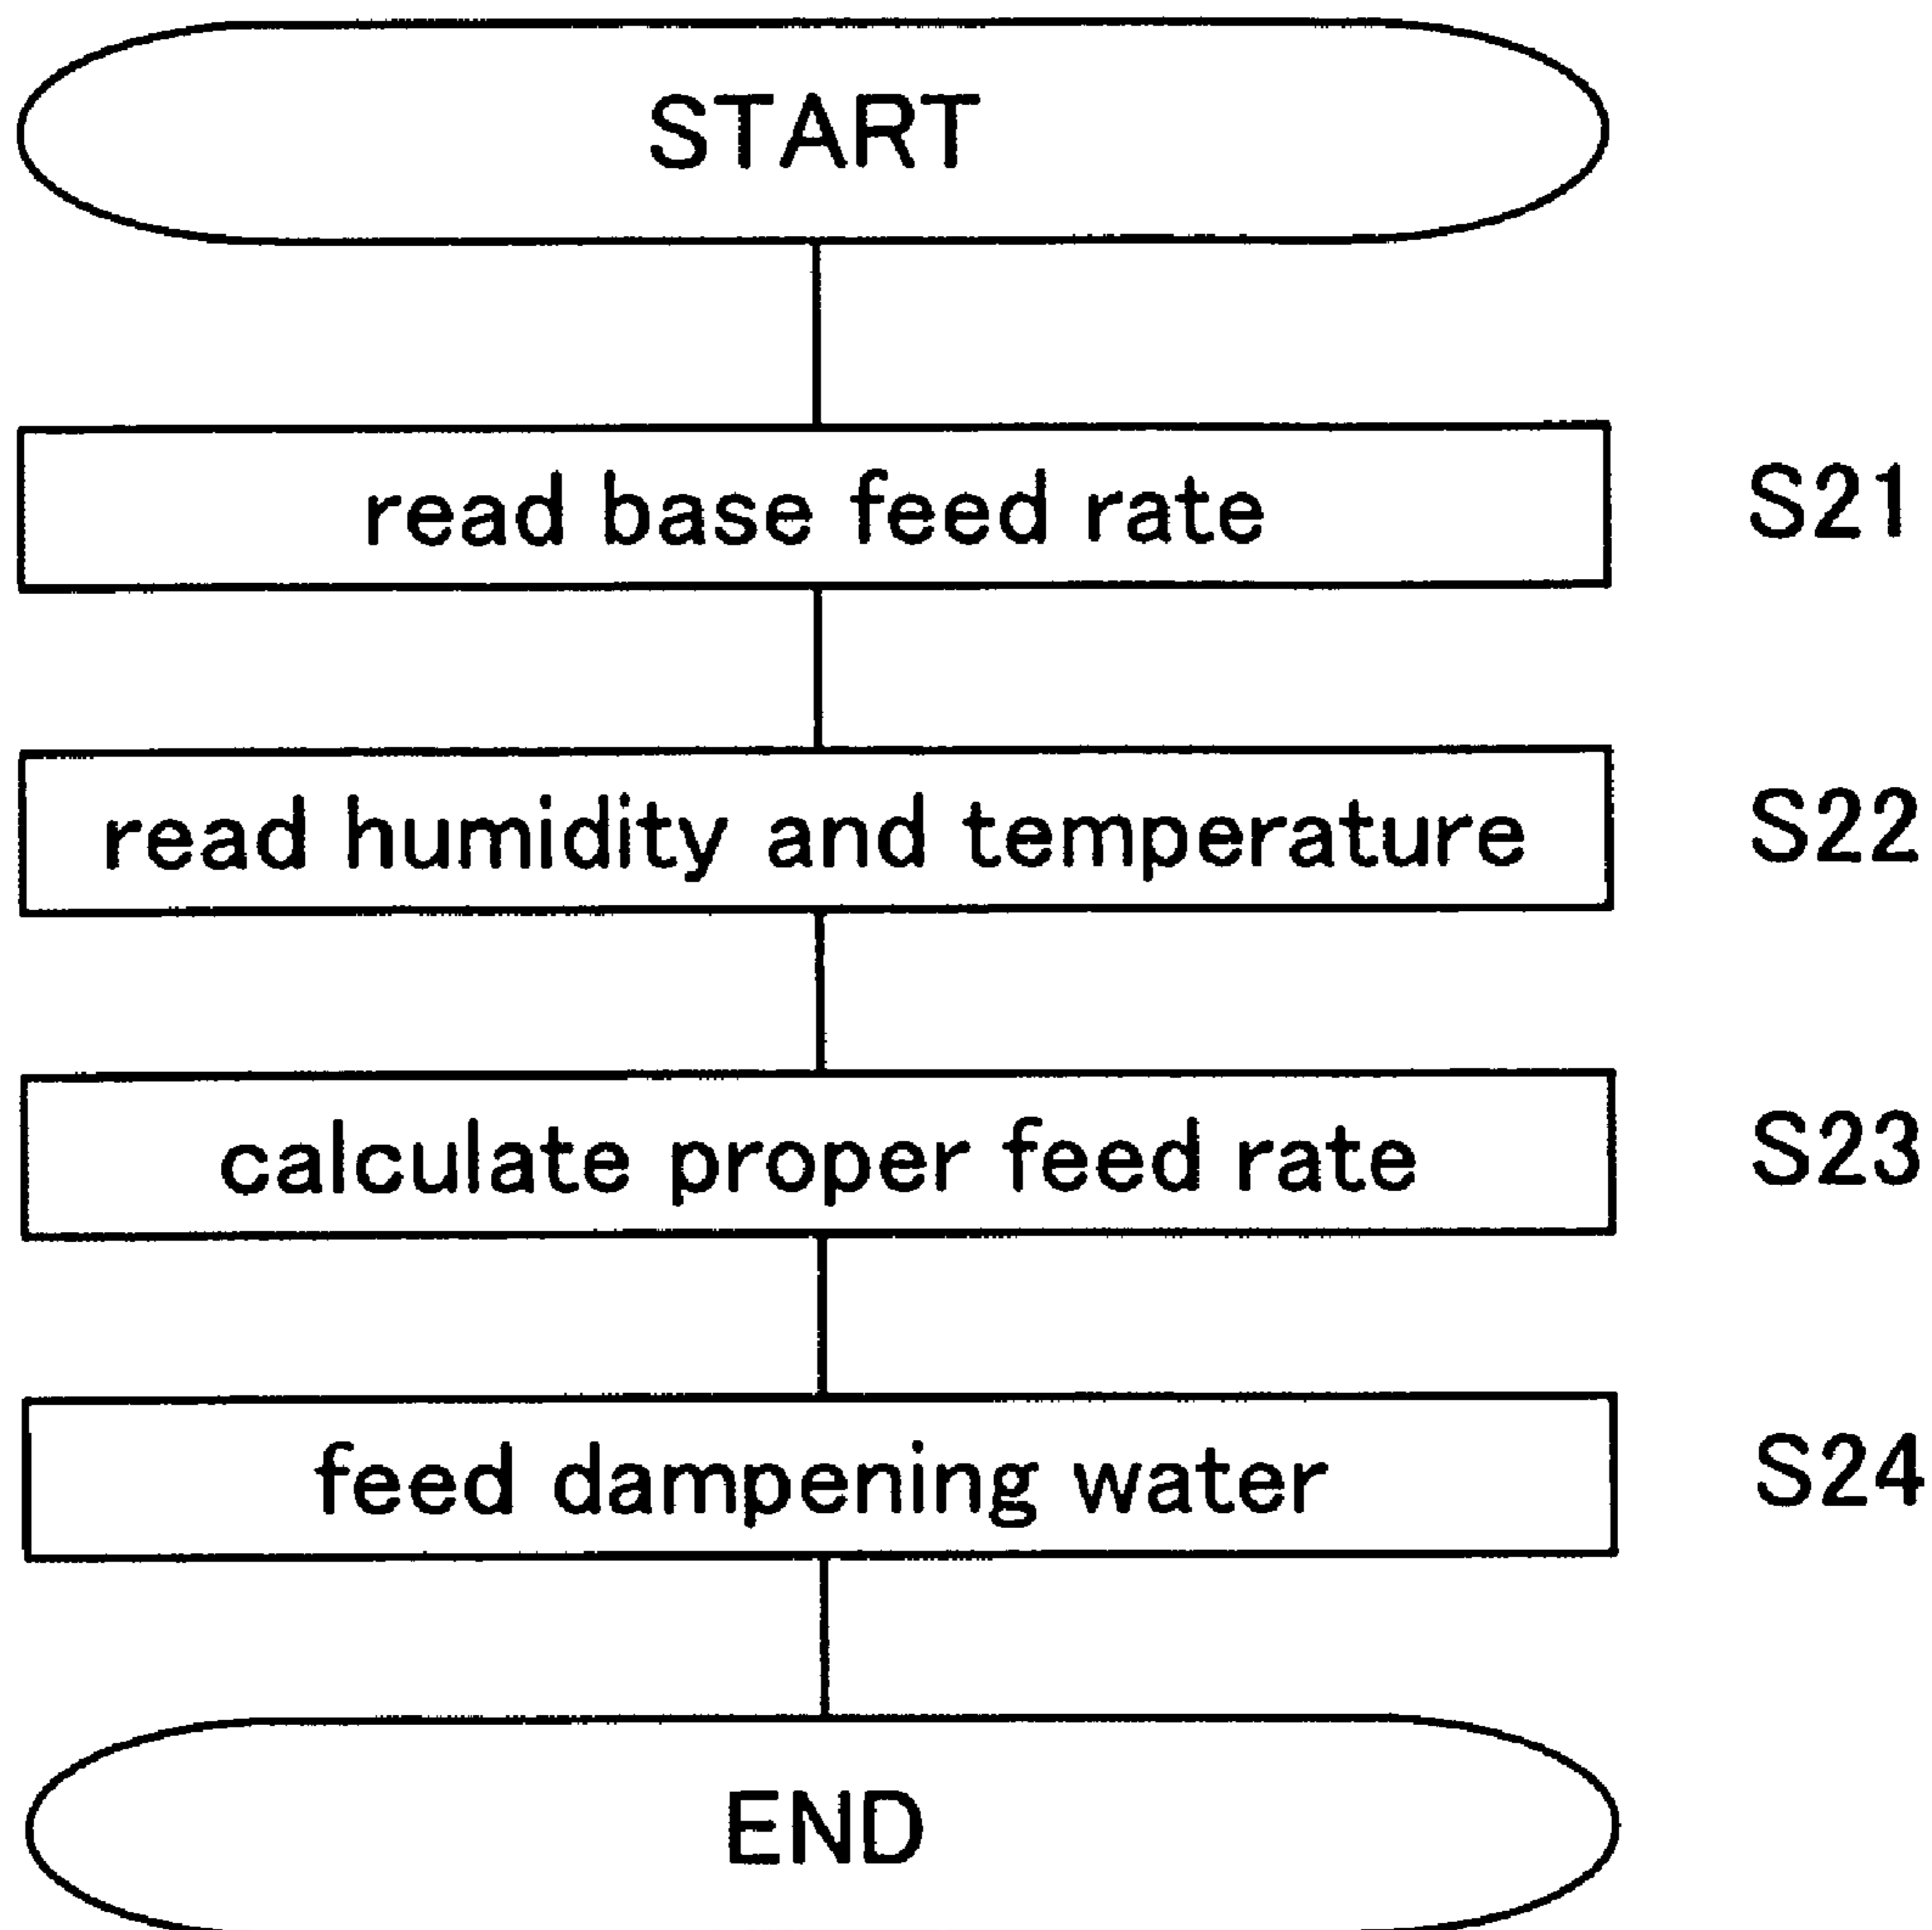 START
read base feed rate S21
read humidity and temperature S22
calculate proper feed rate S23
feed dampening water S24
END